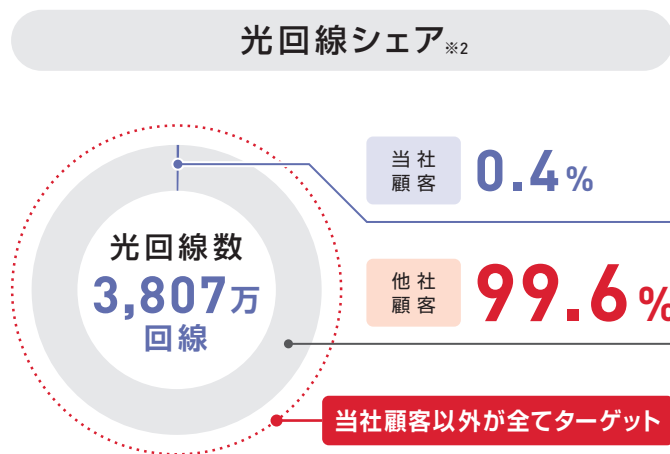 光回線シェア※2
当社
顧客
0.4%
光回線数
3,807万
回線
他社
顧客
99.6%
当社顧客以外が全てターゲット